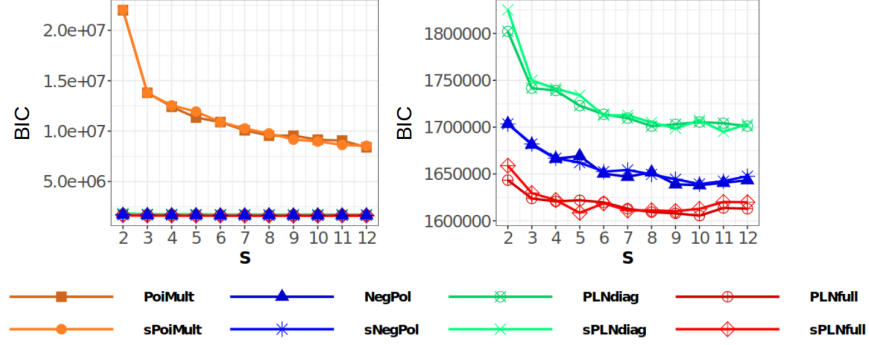 2.0e+07
1.5e+07
1.0e+07
5.0e+06
BIC
2 3 4 5 6 7 8 9 10 11 12
S
1800000
1750000
1700000
1650000
1600000
BIC
2 3 4 5 6 7 8 9 10 11 12
S
PoiMult NegPol PLNdiag PLNfull
sPoiMult sNegPol sPLNdiag sPLNfull